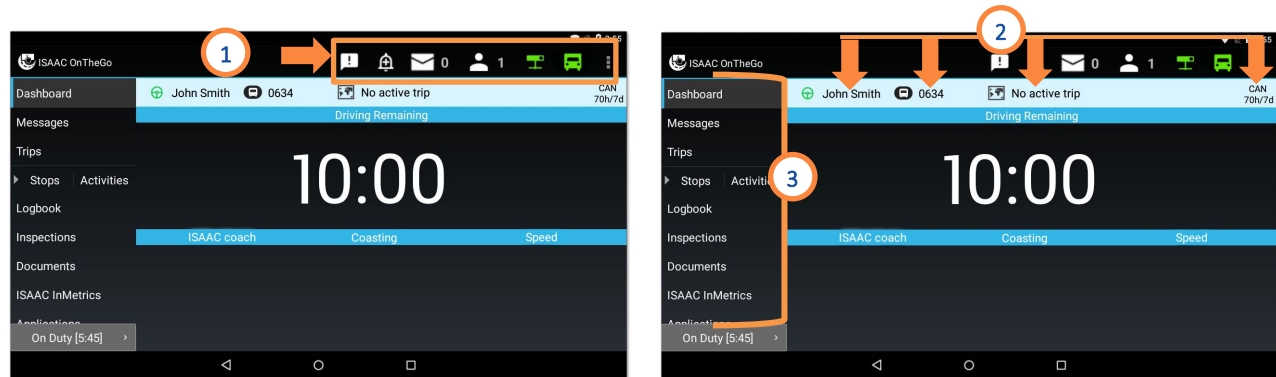 1
ISAAC OnTheGo
0
1
Dashboard
John Smith
0634
No active trip
CAN
70h/7d
Driving Remaining
Messages
Trips
Stops
Activities
10:00
Logbook
Inspections
ISAAC coach
Coasting
Speed
Documents
ISAAC InMetrics
Applications
On Duty [5:45]
2
ISAAC OnTheGo
0
1
Dashboard
John Smith
0634
No active trip
CAN
70h/7d
Driving Remaining
Messages
Trips
Stops
Activiti
3
10:00
Logbook
Inspections
ISAAC coach
Coasting
Speed
Documents
ISAAC InMetrics
Applications
On Duty [5:45]